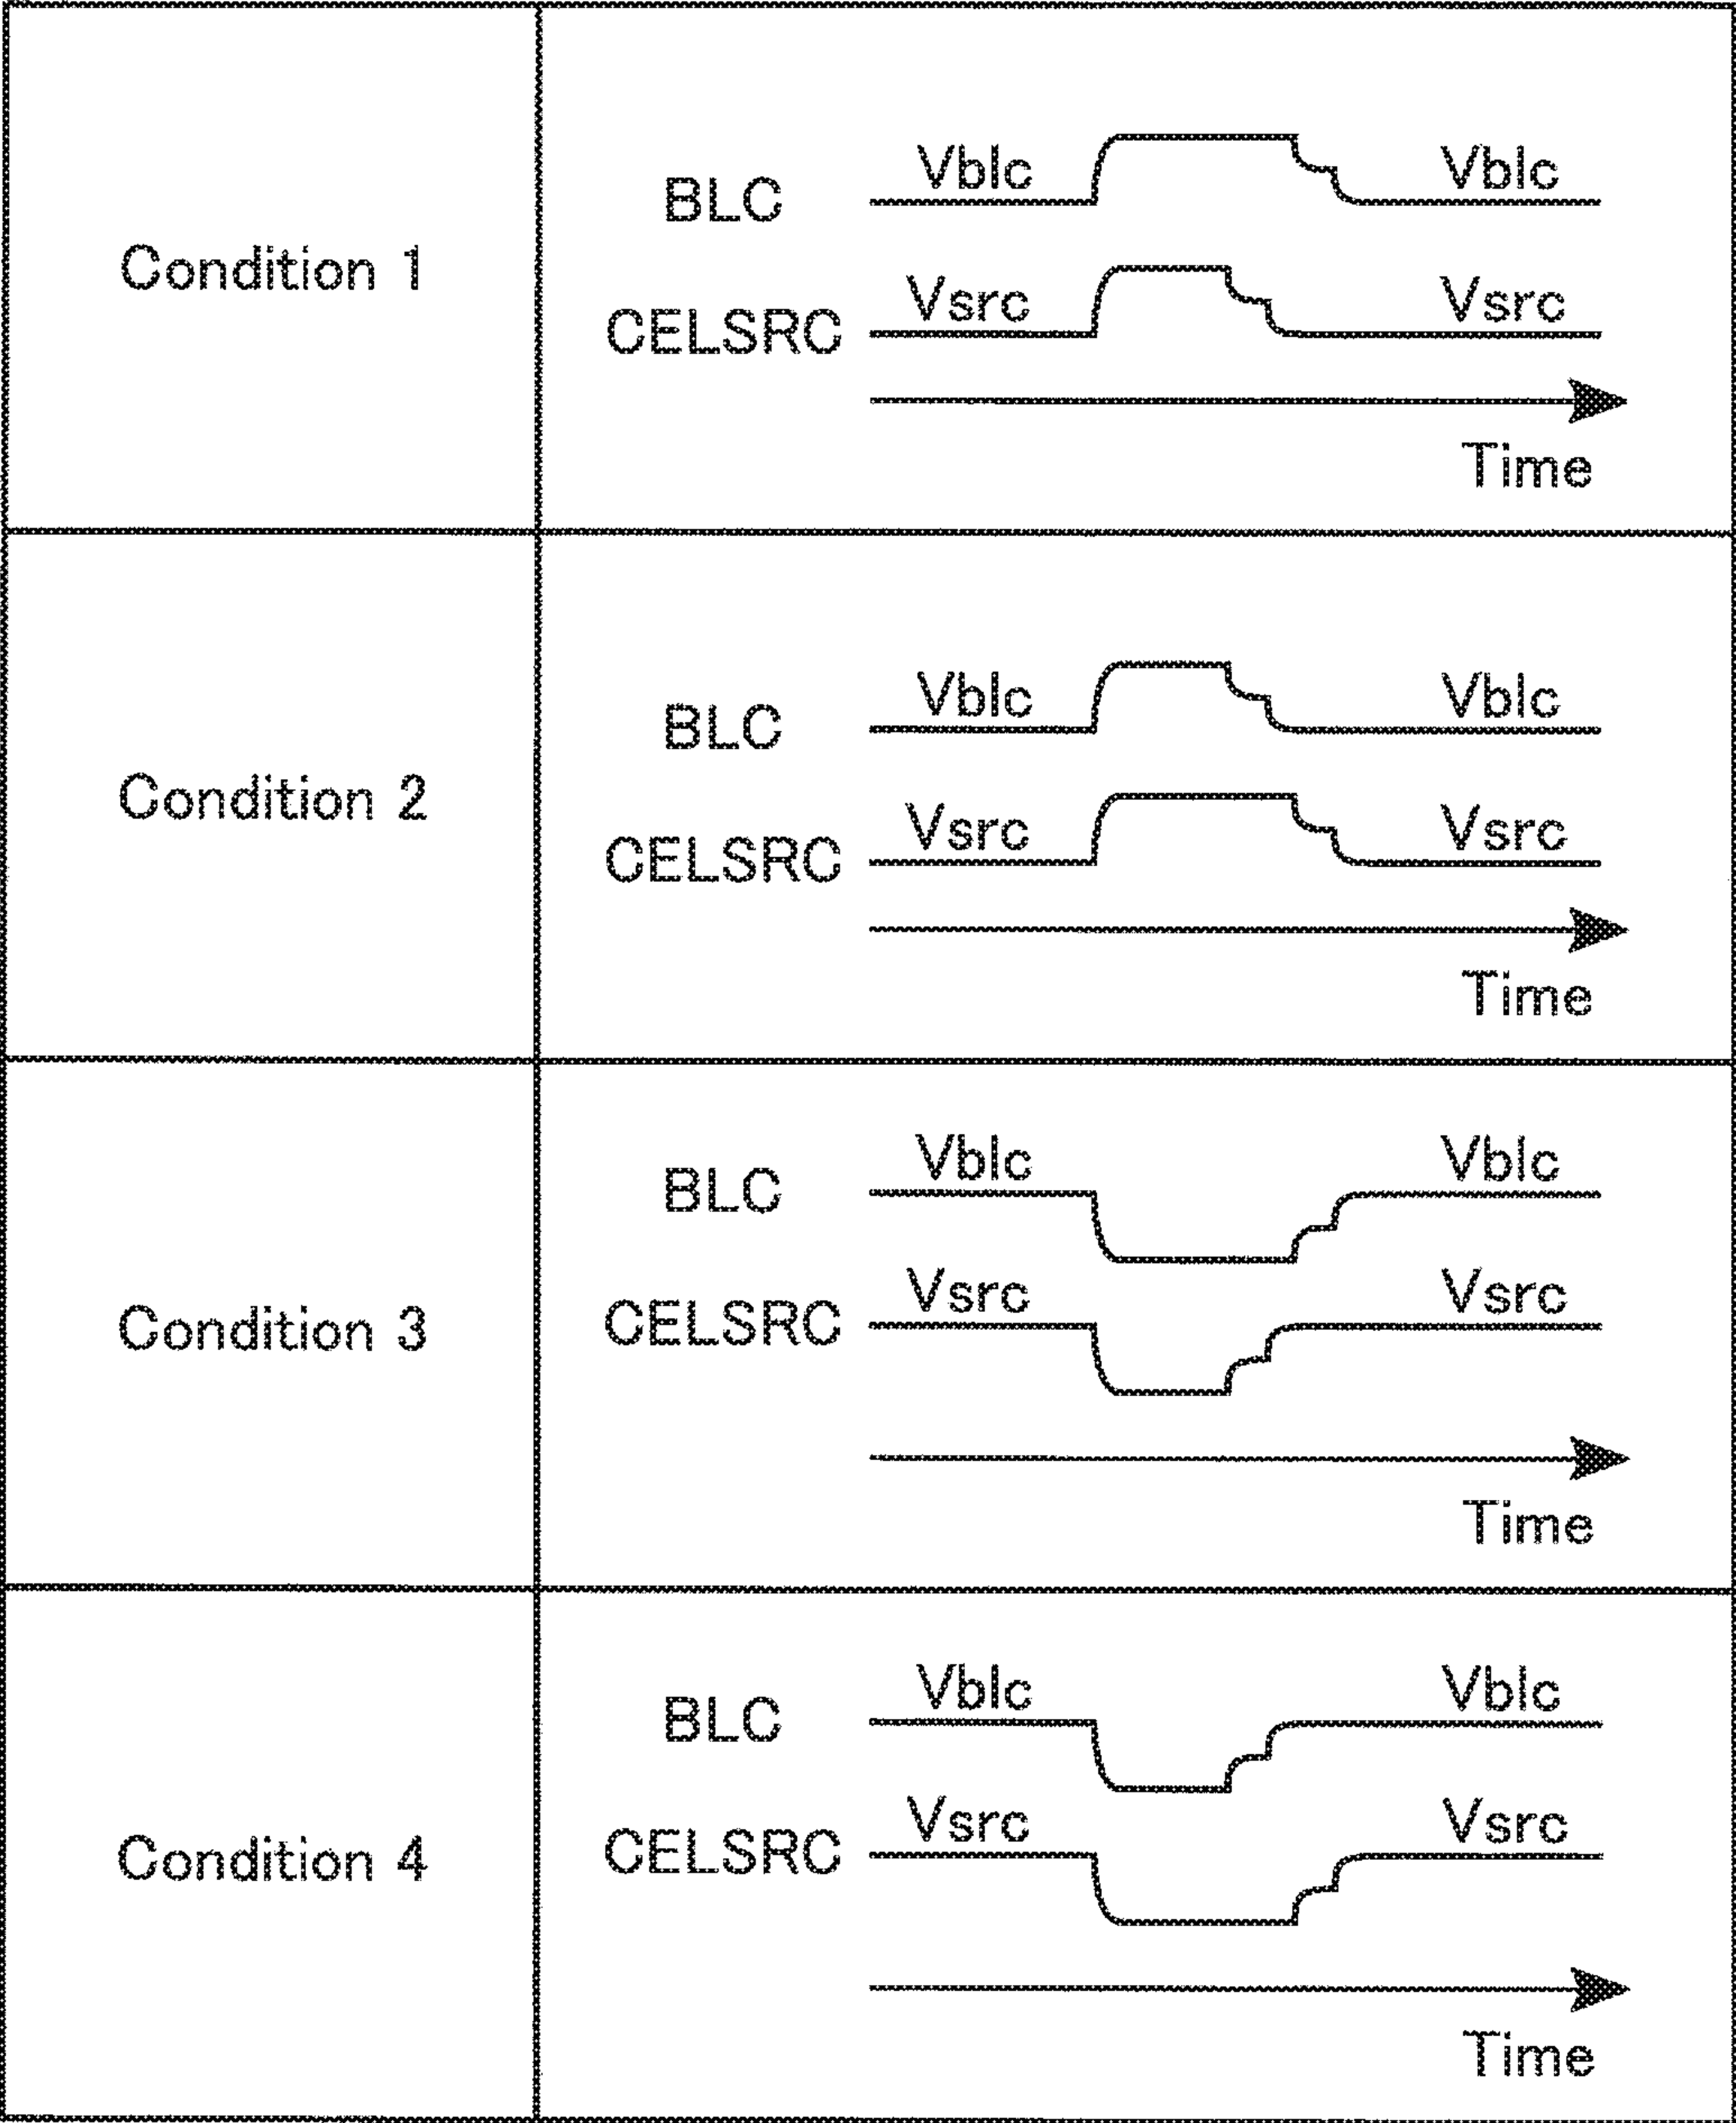 Condition 1
BLC Vblc Vblc
CELSRC Vsrc Vsrc
Time
Condition 2
BLC Vblc Vblc
CELSRC Vsrc Vsrc
Time
Condition 3
BLC Vblc Vblc
CELSRC Vsrc Vsrc
Time
Condition 4
BLC Vblc Vblc
CELSRC Vsrc Vsrc
Time